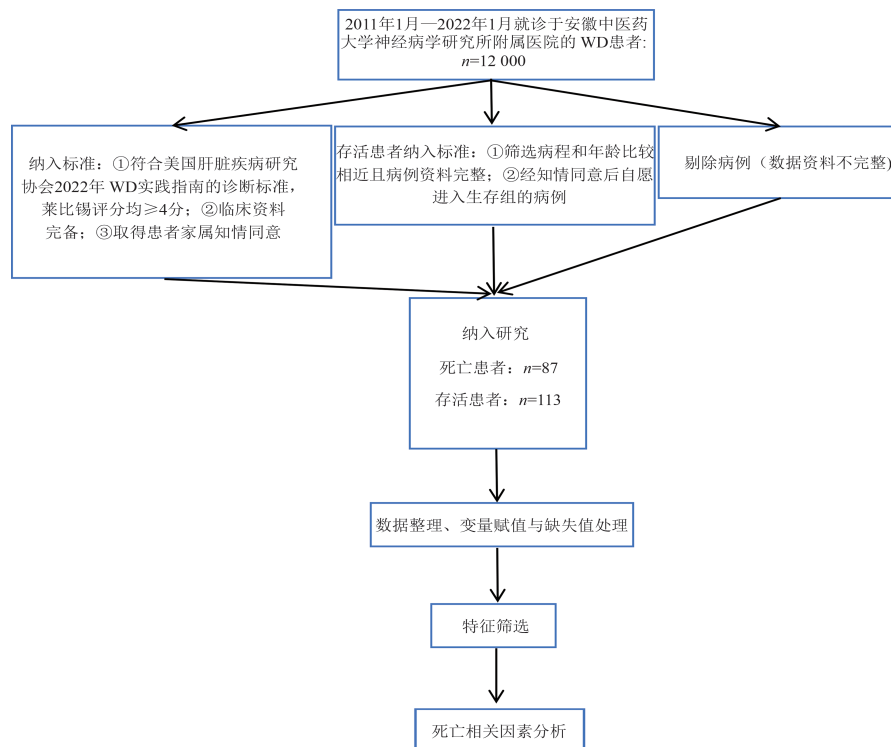 2011年1月—2022年1月就诊于安徽中医药
大学神经病学研究所附属医院的 WD患者:
n=12 000
纳入标准：①符合美国肝脏疾病研究
协会2022年 WD实践指南的诊断标准，
莱比锡评分均≥4分；②临床资料
完备；③取得患者家属知情同意
存活患者纳入标准：①筛选病程和年龄比较
相近且病例资料完整；②经知情同意后自愿
进入生存组的病例
剔除病例（数据资料不完整)
纳入研究
死亡患者：n=87
存活患者：n=113
数据整理、变量赋值与缺失值处理
特征筛选
死亡相关因素分析